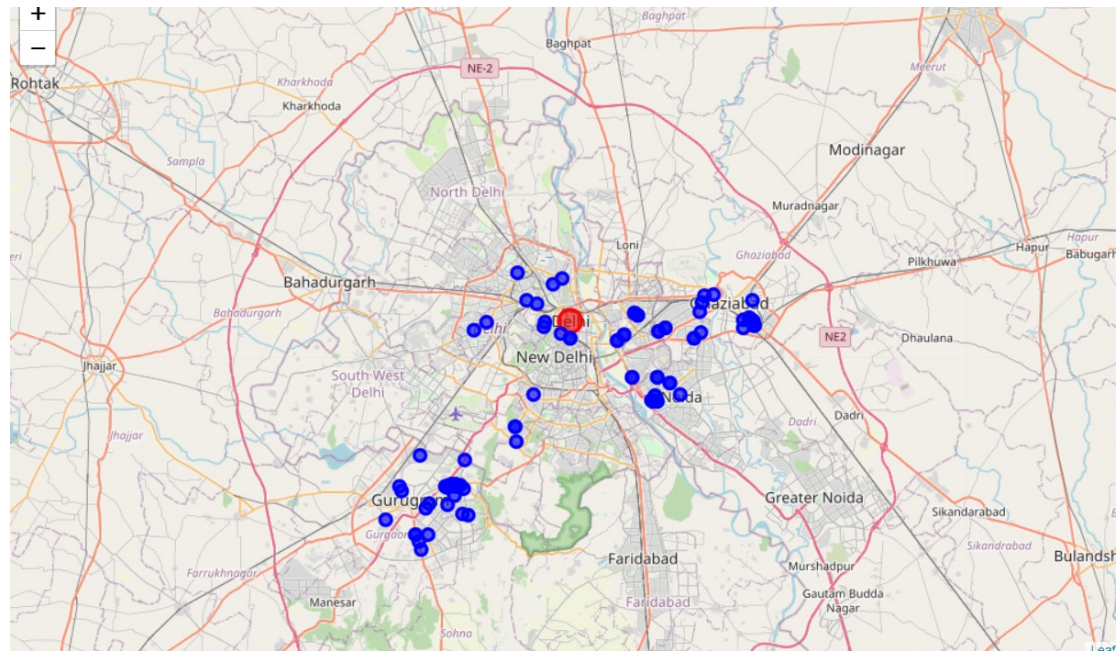 +
−
Baghpat
Baghpat
NE-2
Meerut
Rohtak
Kharkhoda
Kharkhoda
Modinagar
Sampla
North Delhi
Muradnagar
Loni
Hapur
Hapur
Babugarh
Ghaziabad
Pilkhuwa
Bahadurgarh
Ghaziabad
Bahadurgarh
Delhi
Delhi
NE2
Dhaulana
New Delhi
Jhajjar
South West
Delhi
Noida
Dadri
Dadri
Jhajjar
Gurugram
Greater Noida
Sikandarabad
Gurgaon
Sikandrabad
Faridabad
Bulandsh
Farrukhnagar
Murshadpur
Manesar
Faridabad
Gautam Budda
Nagar
Sohna
Leaf